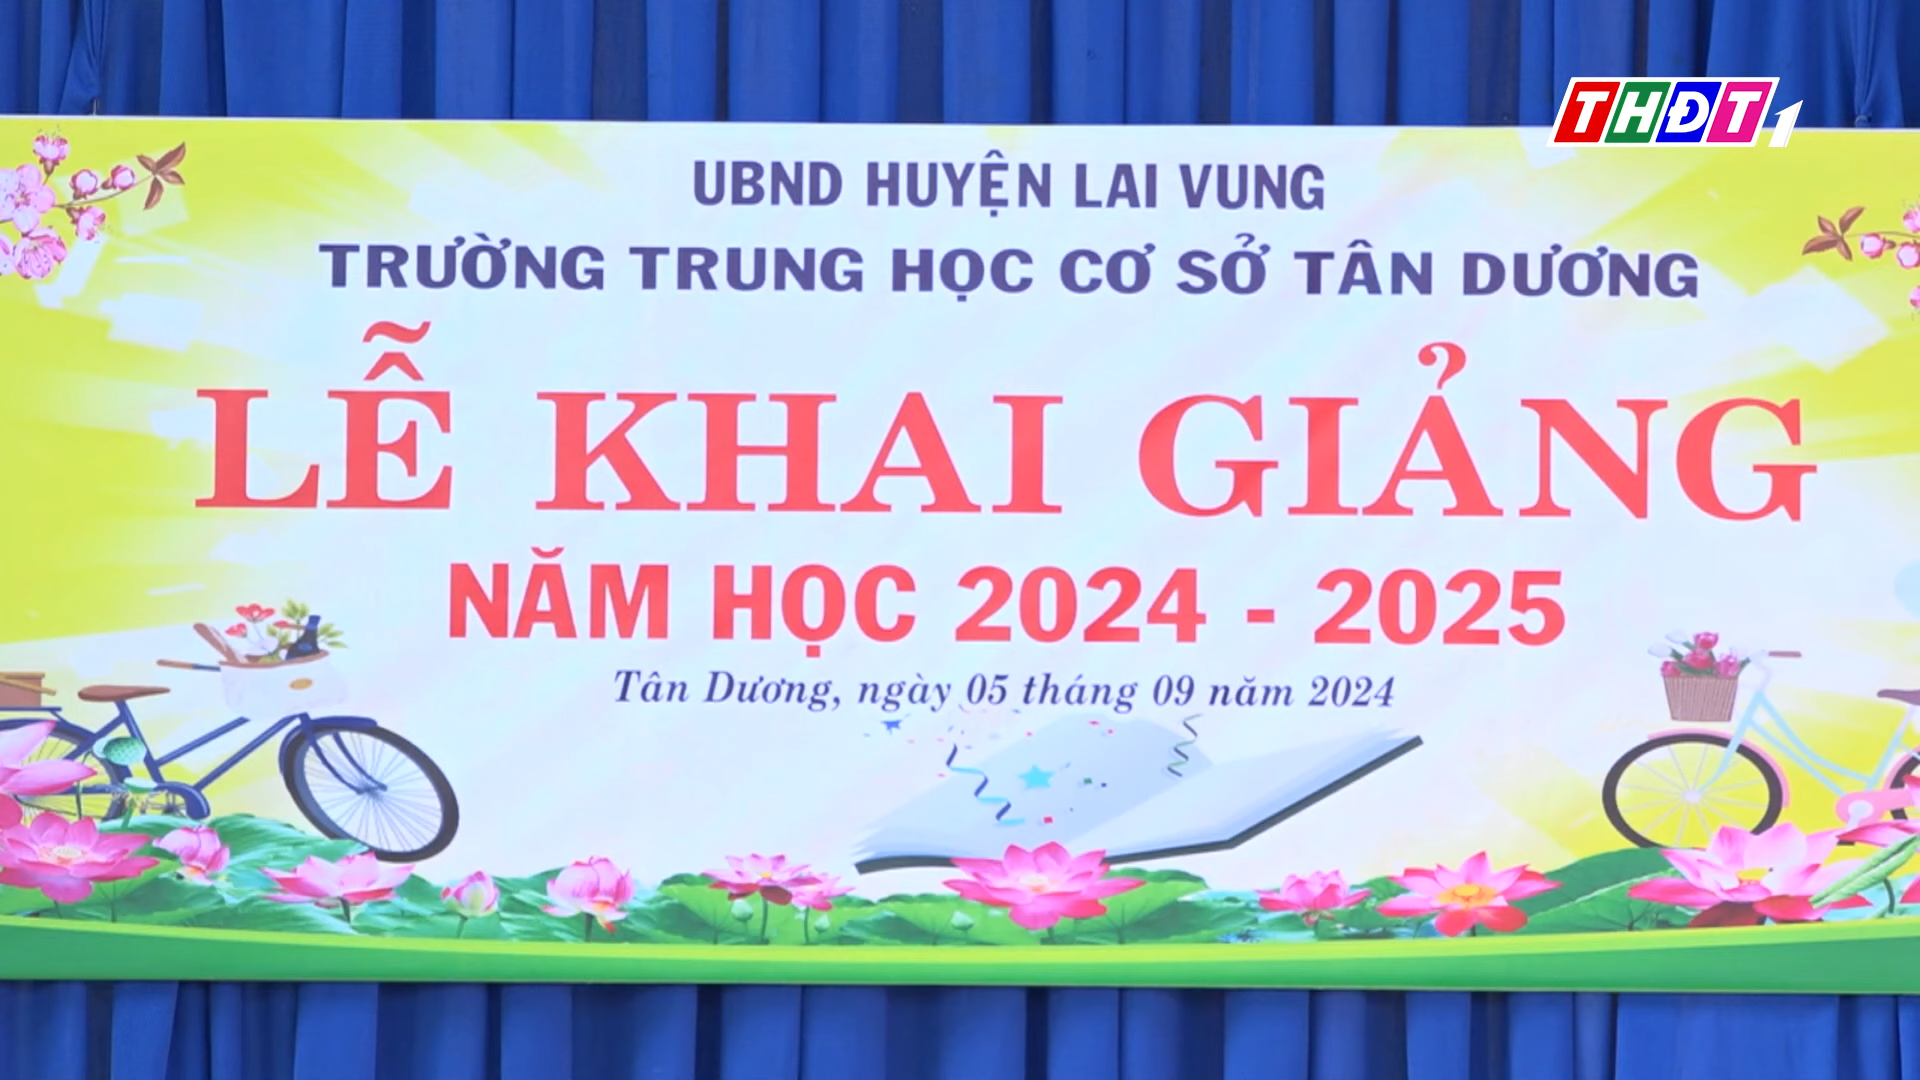 THĐT1
UBND HUYỆN LAI VUNG
TRƯỜNG TRUNG HỌC CƠ SỞ TÂN DƯƠNG
LỄ KHAI GIẢNG
NĂM HỌC 2024 - 2025
Tân Dương, ngày 05 tháng 09 năm 2024